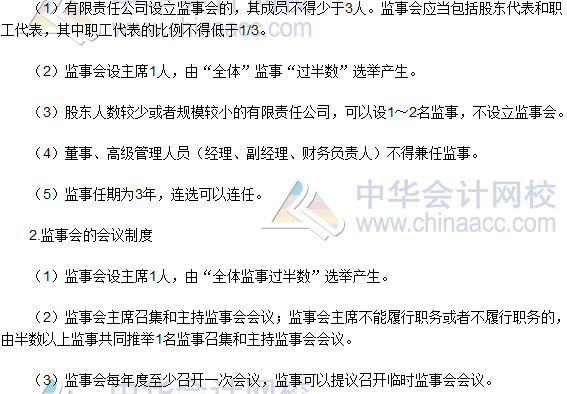 （1）有限责任公司设立监事会的，其成员不得少于3人。监事会应当包括股东代表和职
工代表，其中职工代表的比例不得低于1/3。
（2）监事会设主席1人，由“全体”监事“过半数”选举产生。
（3）股东人数较少或者规模较小的有限责任公司，可以设1～2名监事，不设立监事会。
（4）董事、高级管理人员（经理、副经理、财务负责人）不得兼任监事。
（5）监事任期为3年，连选可以连任。
中华会计网校
www.chinaacc.com
2.监事会的会议制度
（1）监事会设主席1人，由“全体监事过半数”选举产生。
（2）监事会主席召集和主持监事会会议；监事会主席不能履行职务或者不履行职务的，
由半数以上监事共同推举1名监事召集和主持监事会会议。
（3）监事会每年度至少召开一次会议，监事可以提议召开临时监事会会议。